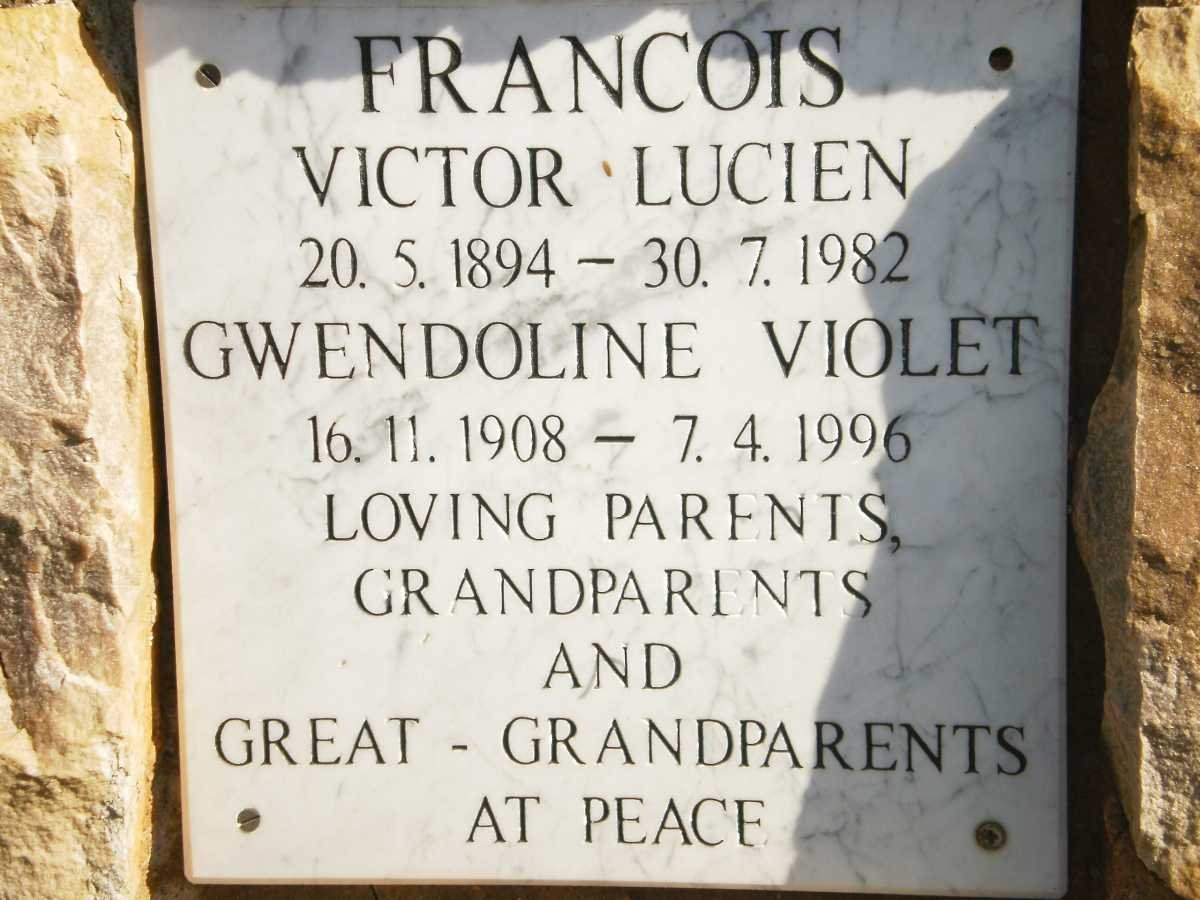 FRANCOIS
VICTOR LUCIEN
20. 5. 1894 – 30. 7. 1982
GWENDOLINE VIOLET
16. 11. 1908 – 7. 4. 1996
LOVING PARENTS,
GRANDPARENTS
AND
GREAT - GRANDPARENTS
AT PEACE